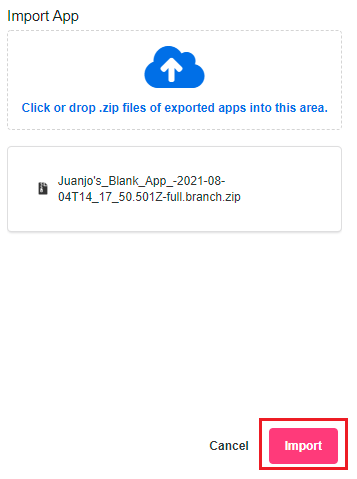 Import App
Click or drop .zip files of exported apps into this area.
Juanjo's_Blank_App_-2021-08-
04T14_17_50.501Z-full.branch.zip
Cancel
Import